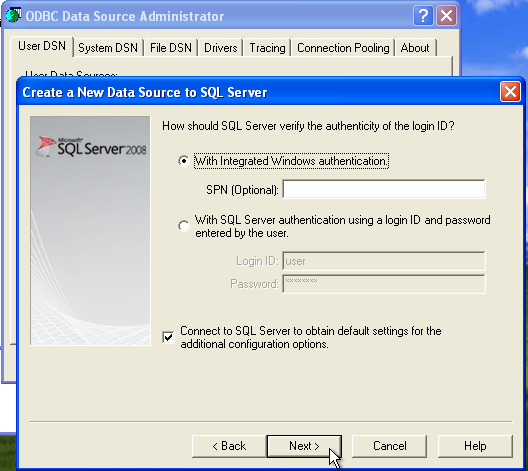 ODBC Data Source Administrator
User DSN System DSN File DSN Drivers Tracing Connection Pooling About
User Data Sources:
Create a New Data Source to SQL Server
Microsoft
SQL Server 2008
How should SQL Server verify the authenticity of the login ID?
With Integrated Windows authentication.
SPN (Optional):
With SQL Server authentication using a login ID and password
entered by the user.
Login ID: user
Password: ********
Connect to SQL Server to obtain default settings for the
additional configuration options.
< Back Next > Cancel Help